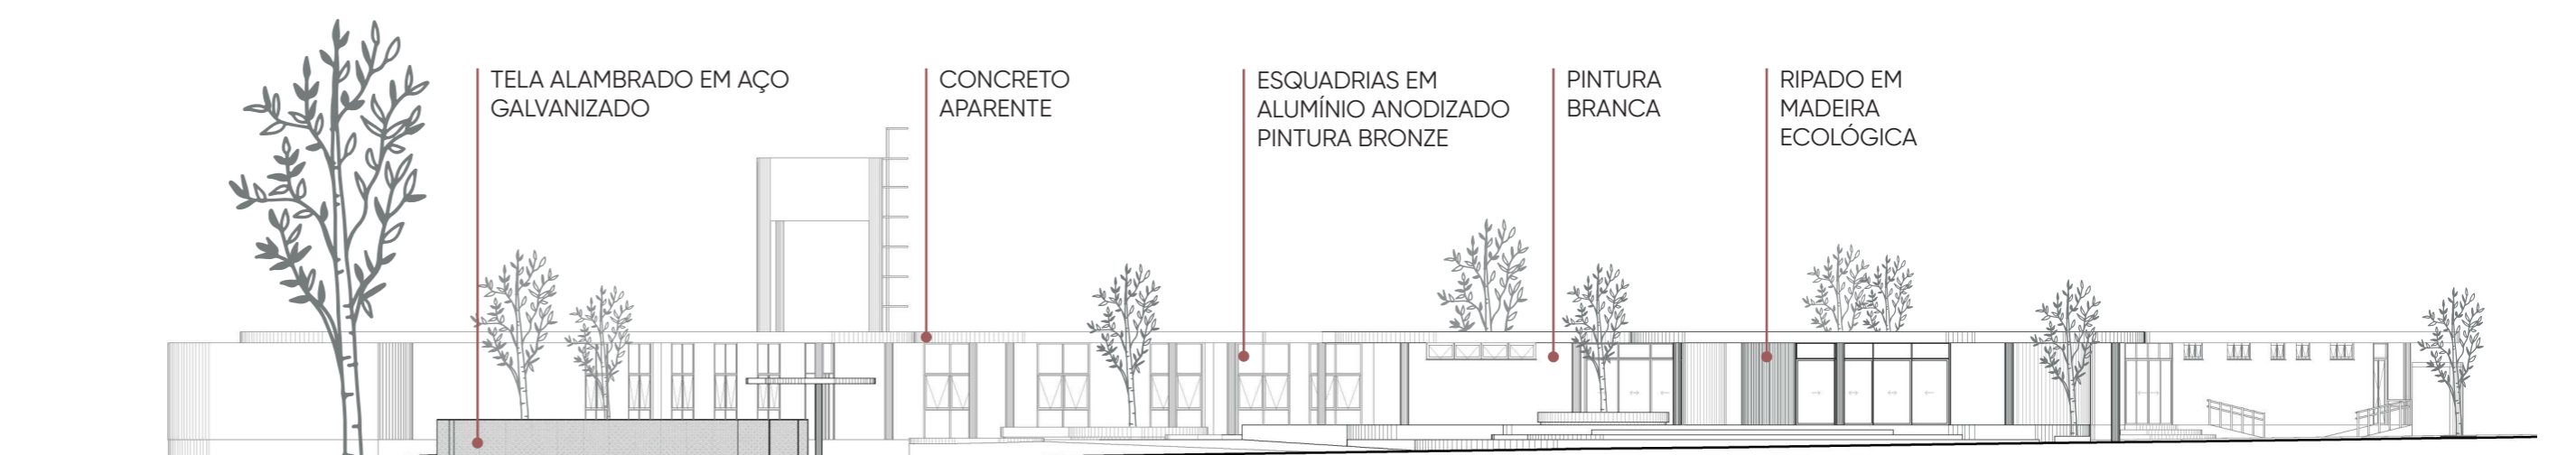 TELA ALAMBRADO EM AÇO
GALVANIZADO
CONCRETO
APARENTE
ESQUADRIAS EM
ALUMÍNIO ANODIZADO
PINTURA BRONZE
PINTURA
BRANCA
RIPADO EM
MADEIRA
ECOLÓGICA